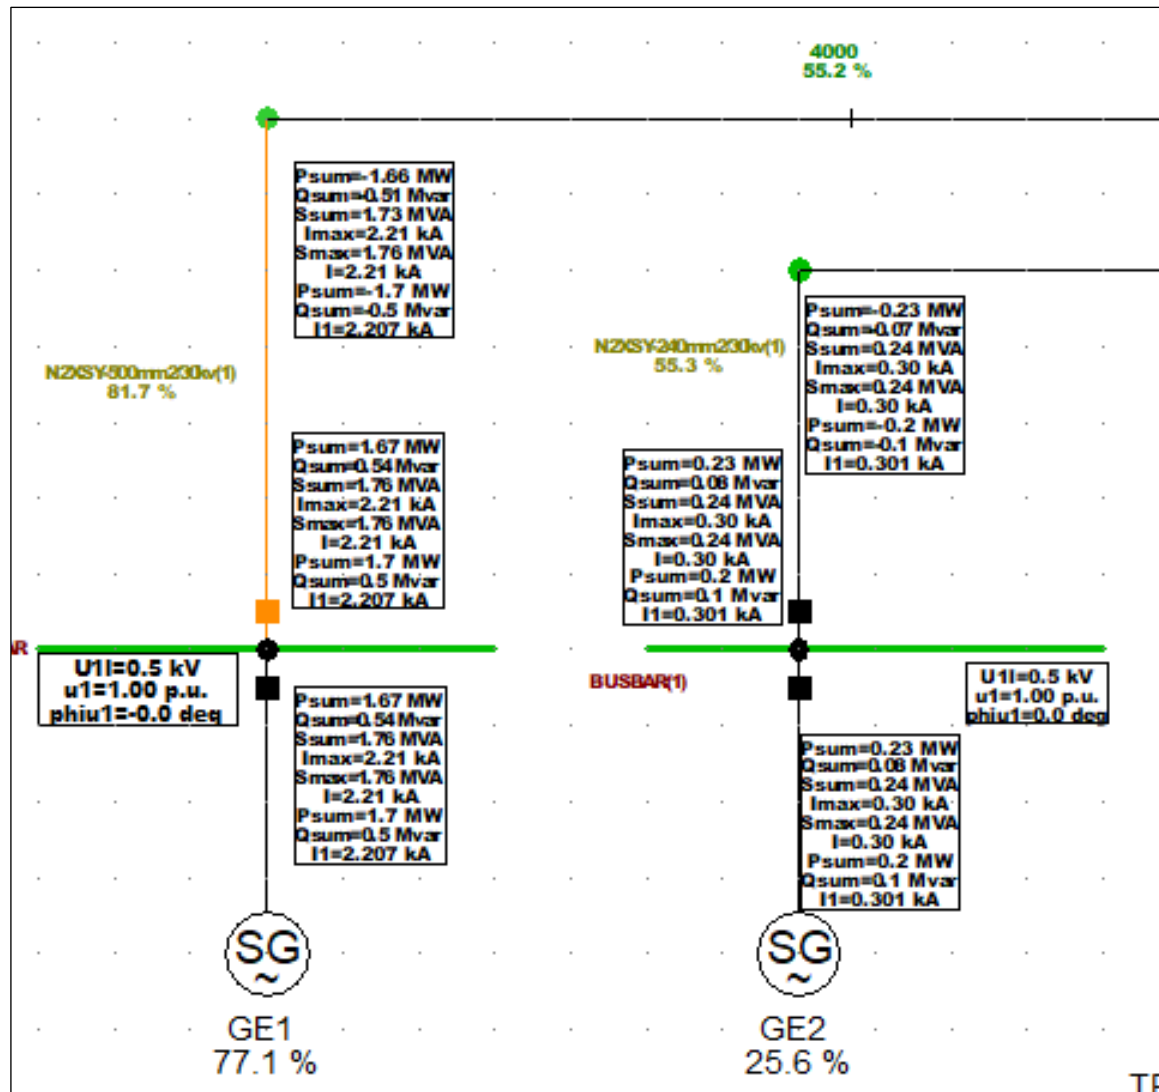 4000
55.2 %
Psum=-1.66 MW
Qsum=-0.51 Mvar
Ssum=1.73 MVA
Imax=2.21 kA
Smax=1.76 MVA
I=2.21 kA
Psum=-1.7 MW
Qsum=-0.5 Mvar
I1=2.207 kA
N2XSY-500mm2/30kv(1)
81.7 %
Psum=1.67 MW
Qsum=0.54 Mvar
Ssum=1.76 MVA
Imax=2.21 kA
Smax=1.76 MVA
I=2.21 kA
Psum=1.7 MW
Qsum=0.5 Mvar
I1=2.207 kA
AR
U1l=0.5 kV
u1=1.00 p.u.
phiu1=-0.0 deg
Psum=1.67 MW
Qsum=0.54 Mvar
Ssum=1.76 MVA
Imax=2.21 kA
Smax=1.76 MVA
I=2.21 kA
Psum=1.7 MW
Qsum=0.5 Mvar
I1=2.207 kA
SG
~
GE1
77.1 %
Psum=-0.23 MW
Qsum=-0.07 Mvar
Ssum=0.24 MVA
Imax=0.30 kA
Smax=0.24 MVA
I=0.30 kA
Psum=-0.2 MW
Qsum=-0.1 Mvar
I1=0.301 kA
N2XSY-240mm2/30kv(1)
55.3 %
Psum=0.23 MW
Qsum=0.08 Mvar
Ssum=0.24 MVA
Imax=0.30 kA
Smax=0.24 MVA
I=0.30 kA
Psum=0.2 MW
Qsum=0.1 Mvar
I1=0.301 kA
BUSBAR(1)
U1l=0.5 kV
u1=1.00 p.u.
phiu1=0.0 deg
Psum=0.23 MW
Qsum=0.08 Mvar
Ssum=0.24 MVA
Imax=0.30 kA
Smax=0.24 MVA
I=0.30 kA
Psum=0.2 MW
Qsum=0.1 Mvar
I1=0.301 kA
SG
~
GE2
25.6 %